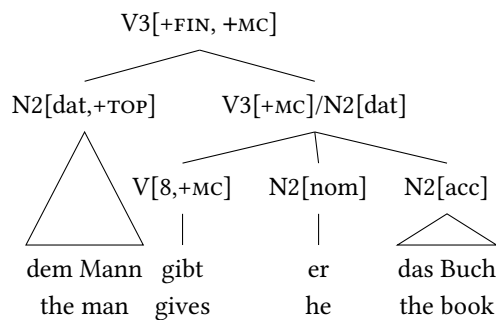 V3[+FIN, +MC]
N2[dat,+TOP] V3[+MC]/N2[dat]
V[8,+MC] N2[nom] N2[acc]
dem Mann gibt er das Buch
the man gives he the book